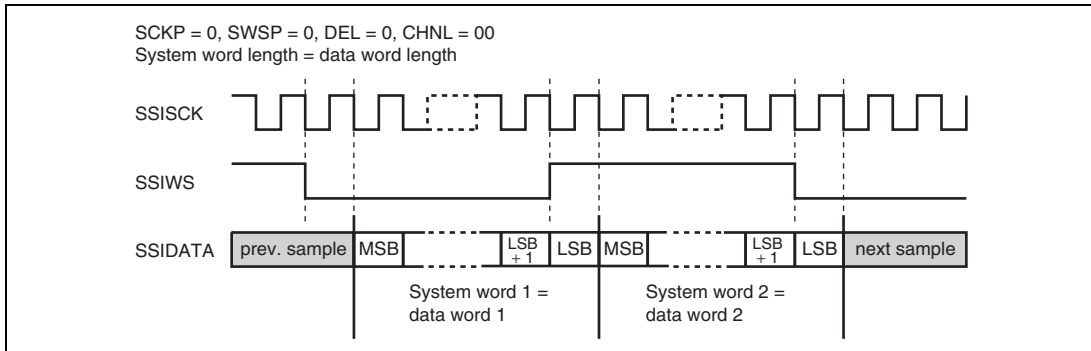 SCKP = 0, SWSP = 0, DEL = 0, CHNL = 00
System word length = data word length
SSISCK
SSIWS
SSIDATA
prev. sample
MSB
LSB
+ 1
LSB
MSB
LSB
+ 1
LSB
next sample
System word 1 =
data word 1
System word 2 =
data word 2